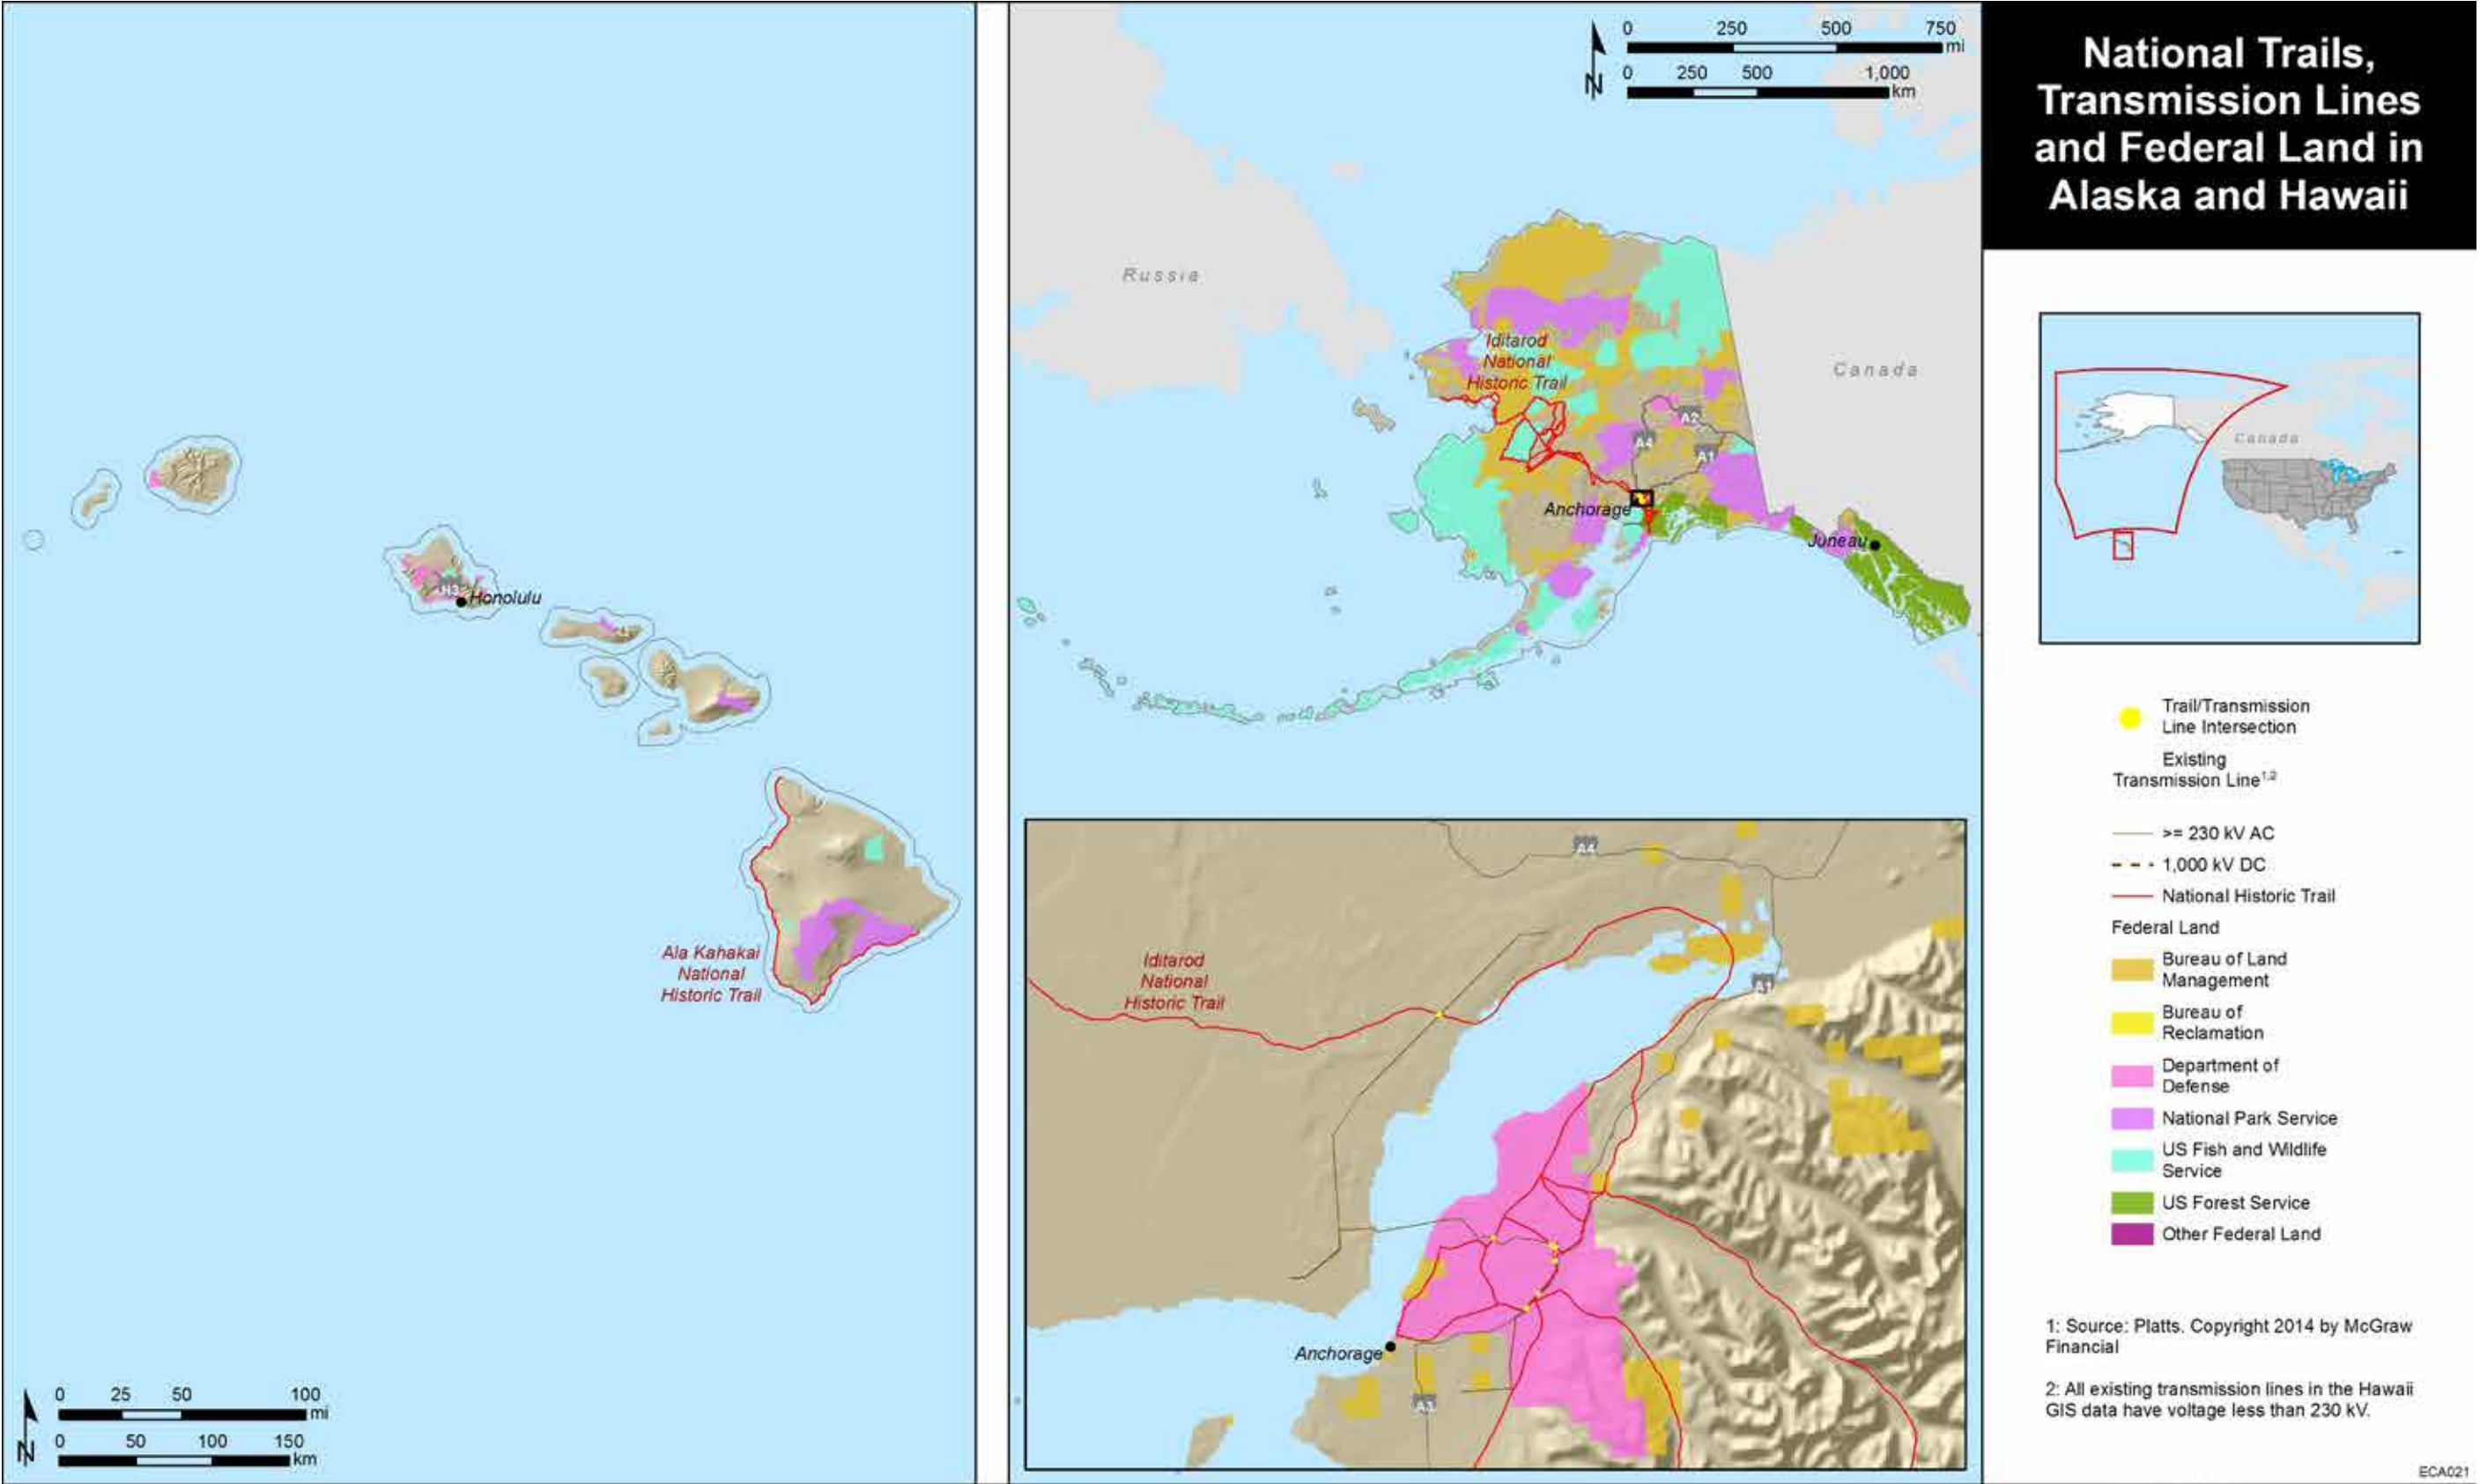 National Trails,
Transmission Lines
and Federal Land in
Alaska and Hawaii
0 250 500 750
mi
0 250 500 1,000
km
N
Russia
Canada
Iditarod
National
Historic Trail
A2
A4
A1
Anchorage
Juneau
H3
Honolulu
Ala Kahakai
National
Historic Trail
0 25 50 100
mi
0 50 100 150
km
N
A4
Iditarod
National
Historic Trail
A1
Anchorage
A3
Canada
Trail/Transmission
Line Intersection
Existing
Transmission Line1,2
>= 230 kV AC
1,000 kV DC
National Historic Trail
Federal Land
Bureau of Land
Management
Bureau of
Reclamation
Department of
Defense
National Park Service
US Fish and Wildlife
Service
US Forest Service
Other Federal Land
1: Source: Platts. Copyright 2014 by McGraw
Financial
2: All existing transmission lines in the Hawaii
GIS data have voltage less than 230 kV.
ECA021